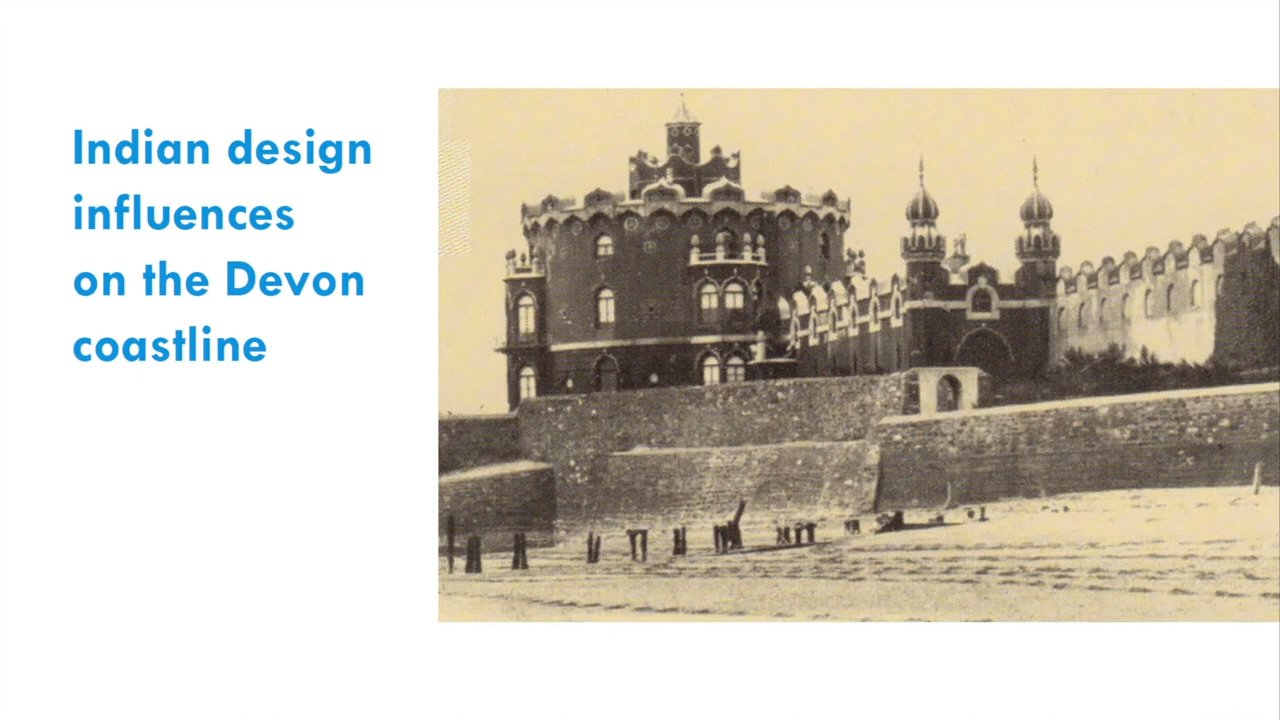 Indian design
influences
on the Devon
coastline